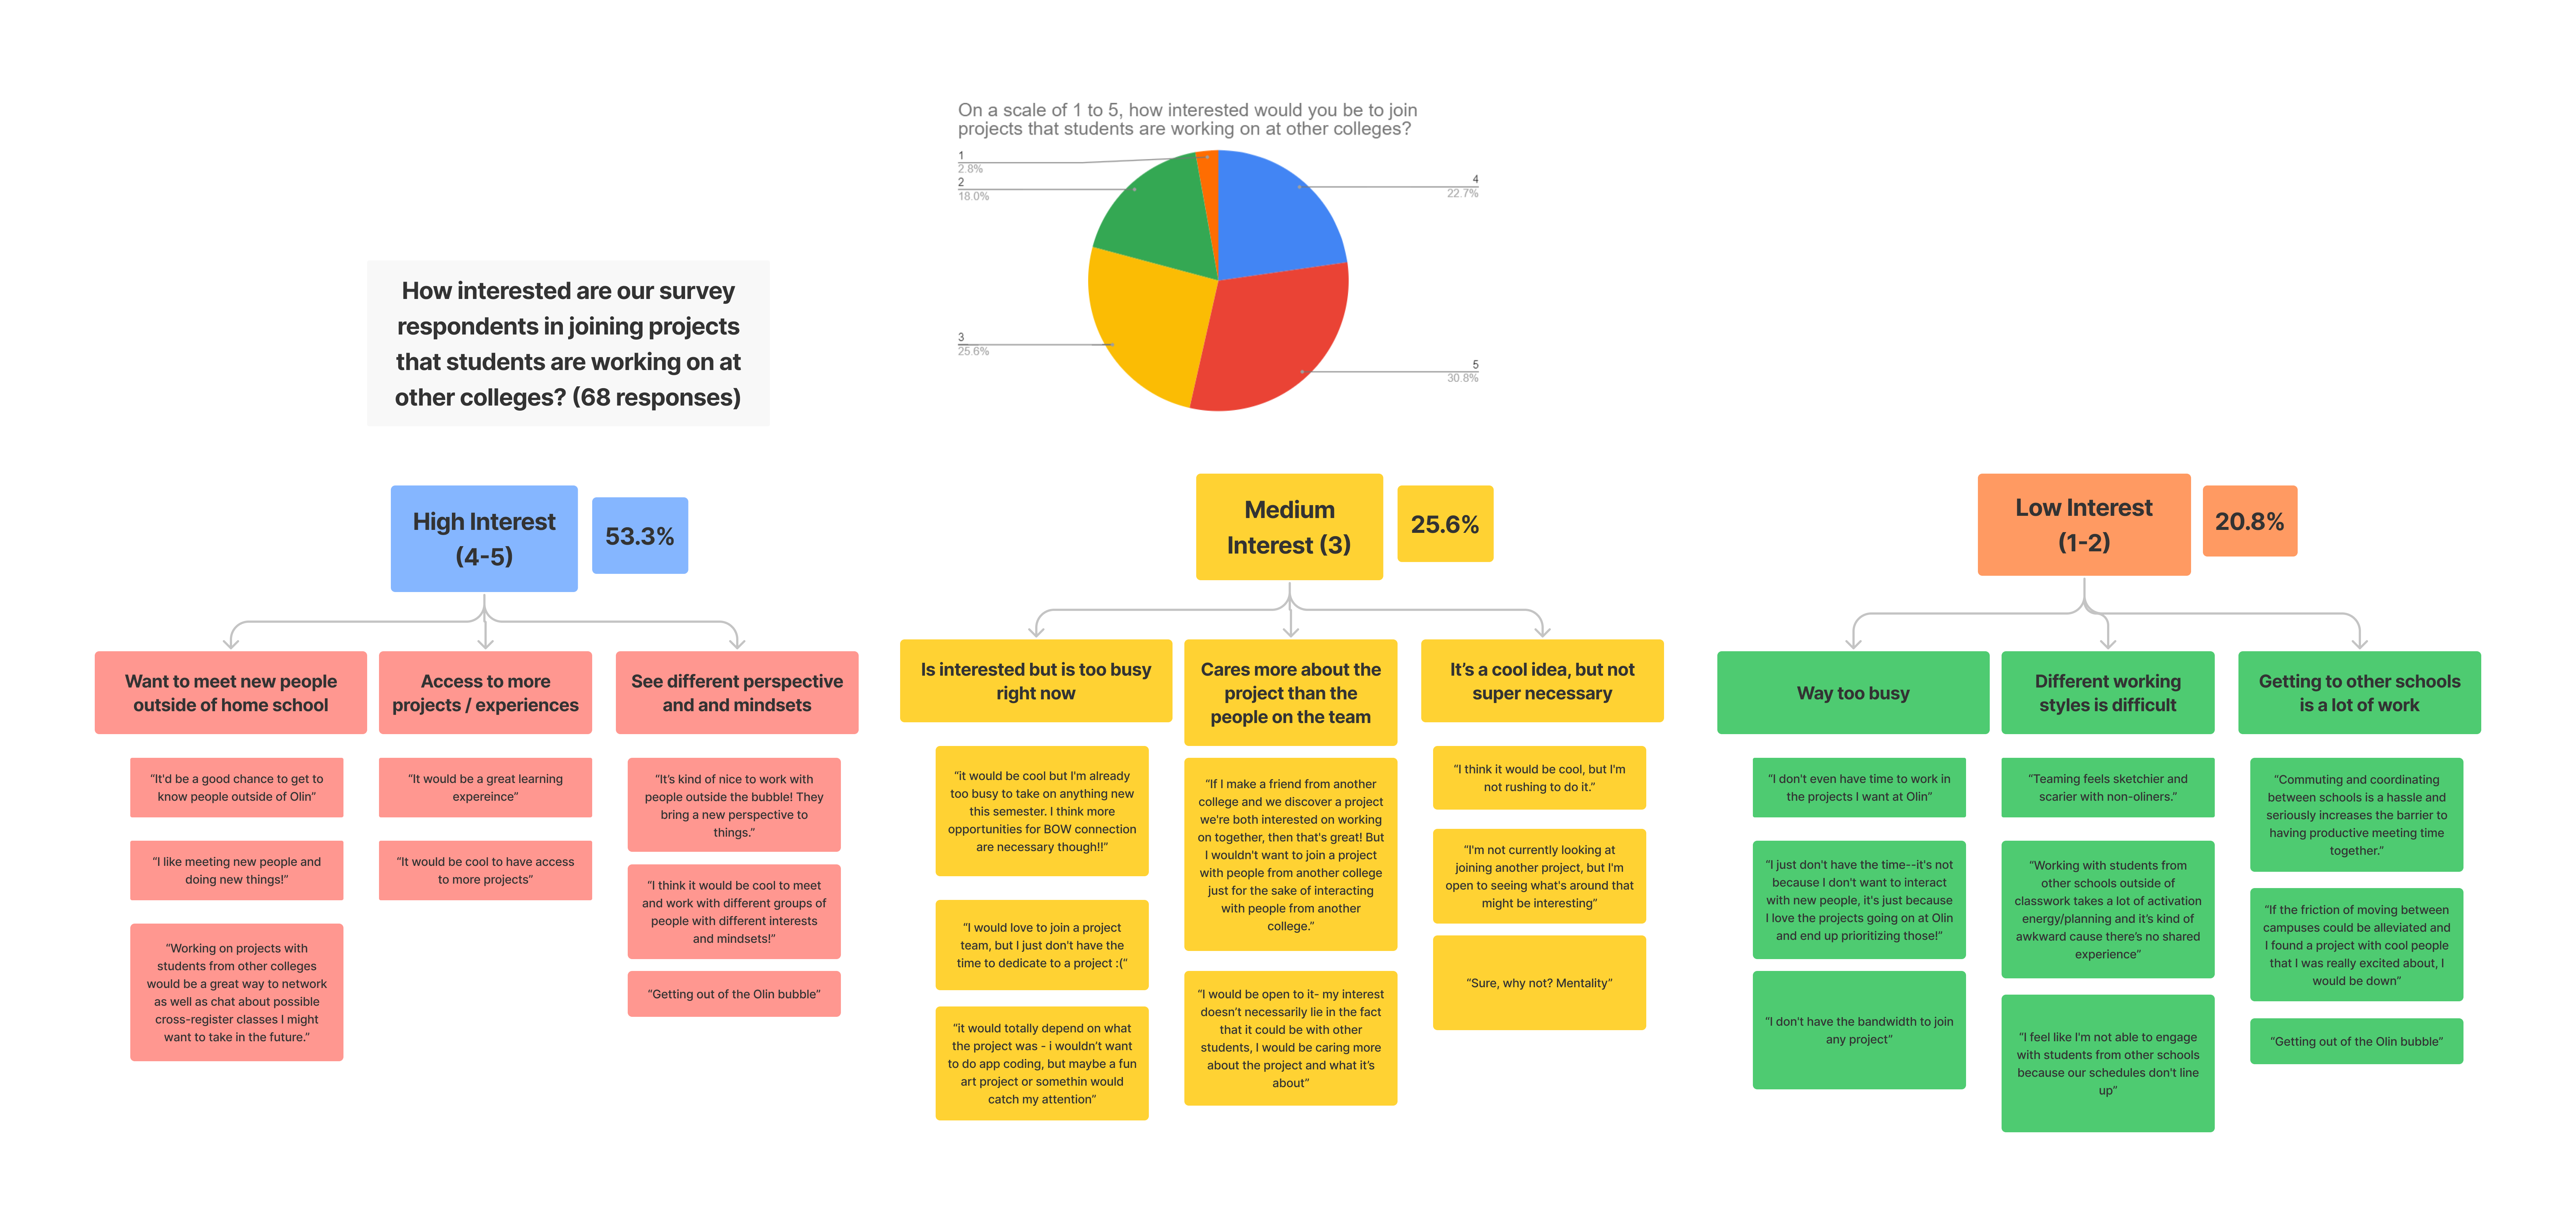 On a scale of 1 to 5, how interested would you be to join
projects that students are working on at other colleges?
1
2.8%
2
18.0%
3
25.6%
4
22.7%
5
30.8%
How interested are our survey
respondents in joining projects
that students are working on at
other colleges? (68 responses)
High Interest
(4-5)
53.3%
Want to meet new people
outside of home school
“It'd be a good chance to get to
know people outside of Olin”
“I like meeting new people and
doing new things!”
“Working on projects with
students from other colleges
would be a great way to network
as well as chat about possible
cross-register classes I might
want to take in the future.”
Access to more
projects / experiences
“It would be a great learning
expereince”
“It would be cool to have access
to more projects”
See different perspective
and and mindsets
“It’s kind of nice to work with
people outside the bubble! They
bring a new perspective to
things.”
“I think it would be cool to meet
and work with different groups of
people with different interests
and mindsets!”
“Getting out of the Olin bubble”
Medium
Interest (3)
25.6%
Is interested but is too busy
right now
“it would be cool but I'm already
too busy to take on anything new
this semester. I think more
opportunities for BOW connection
are necessary though!!”
“I would love to join a project
team, but I just don't have the
time to dedicate to a project :(“
“it would totally depend on what
the project was - i wouldn’t want
to do app coding, but maybe a fun
art project or somethin would
catch my attention”
Cares more about the
project than the
people on the team
“If I make a friend from another
college and we discover a project
we're both interested on working
on together, then that's great! But
I wouldn't want to join a project
with people from another college
just for the sake of interacting
with people from another
college.”
“I would be open to it- my interest
doesn’t necessarily lie in the fact
that it could be with other
students, I would be caring more
about the project and what it’s
about”
It’s a cool idea, but not
super necessary
“I think it would be cool, but I'm
not rushing to do it.”
“I'm not currently looking at
joining another project, but I'm
open to seeing what's around that
might be interesting”
“Sure, why not? Mentality”
Low Interest
(1-2)
20.8%
Way too busy
“I don't even have time to work in
the projects I want at Olin”
“I just don't have the time--it's not
because I don't want to interact
with new people, it's just because
I love the projects going on at Olin
and end up prioritizing those!”
“I don't have the bandwidth to join
any project”
Different working
styles is difficult
“Teaming feels sketchier and
scarier with non-oliners.”
“Working with students from
other schools outside of
classwork takes a lot of activation
energy/planning and it’s kind of
awkward cause there’s no shared
experience”
“I feel like I'm not able to engage
with students from other schools
because our schedules don't line
up”
Getting to other schools
is a lot of work
“Commuting and coordinating
between schools is a hassle and
seriously increases the barrier to
having productive meeting time
together.”
“If the friction of moving between
campuses could be alleviated and
I found a project with cool people
that I was really excited about, I
would be down”
“Getting out of the Olin bubble”